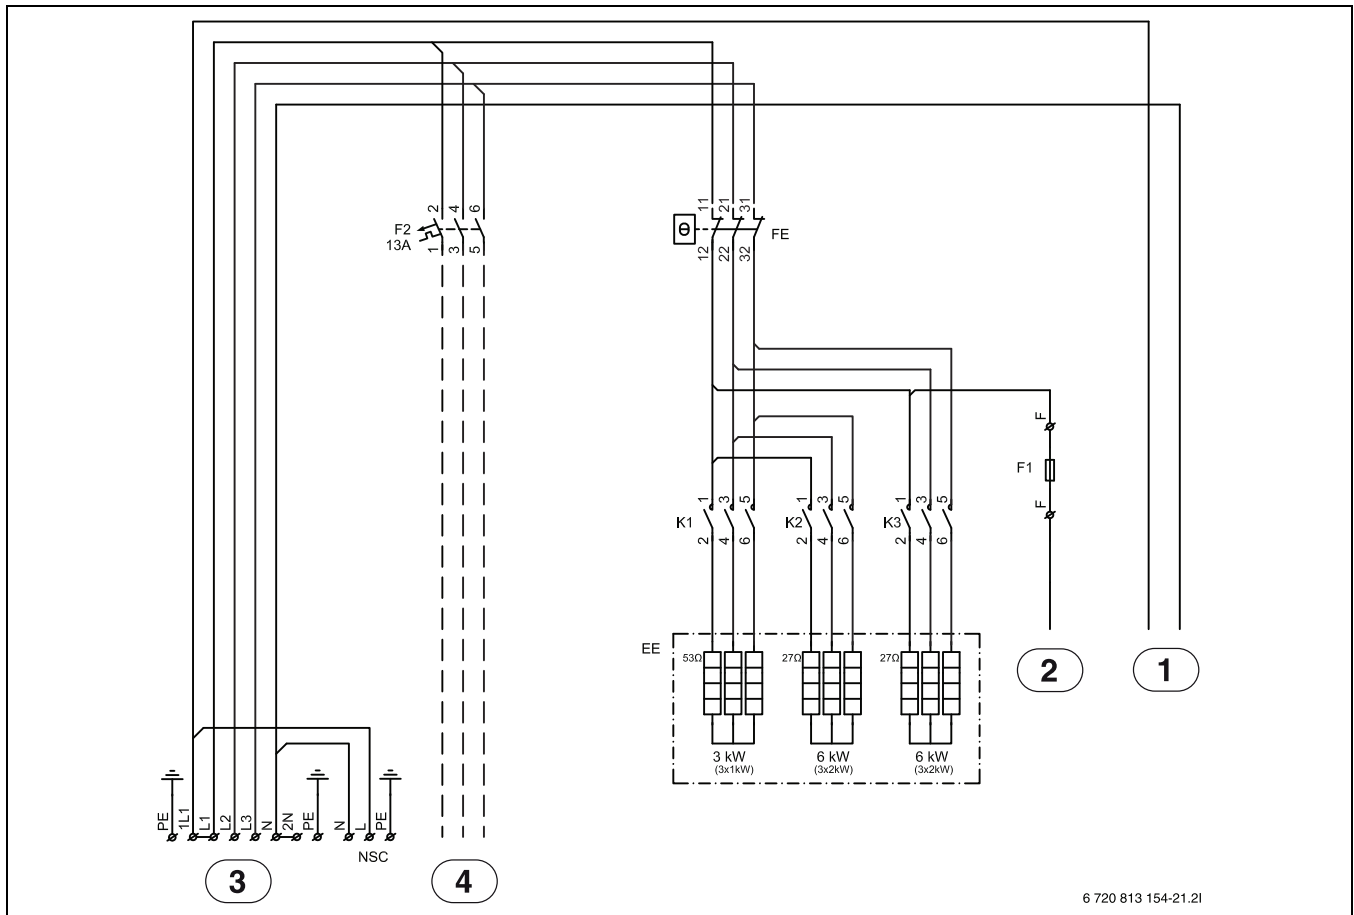 2 4 6
F2
13A
1 3 5
11 21 31
Θ
FE
12 22 32
F
F1
F
1 3 5
K1
2 4 6
1 3 5
K2
2 4 6
1 3 5
K3
2 4 6
EE
53Ω
27Ω
27Ω
3 kW
(3x1kW)
6 kW
(3x2kW)
6 kW
(3x2kW)
2
1
PE 1L1 L1 L2 L3 N 2N PE N L PE
NSC
3
4
6 720 813 154-21.2I